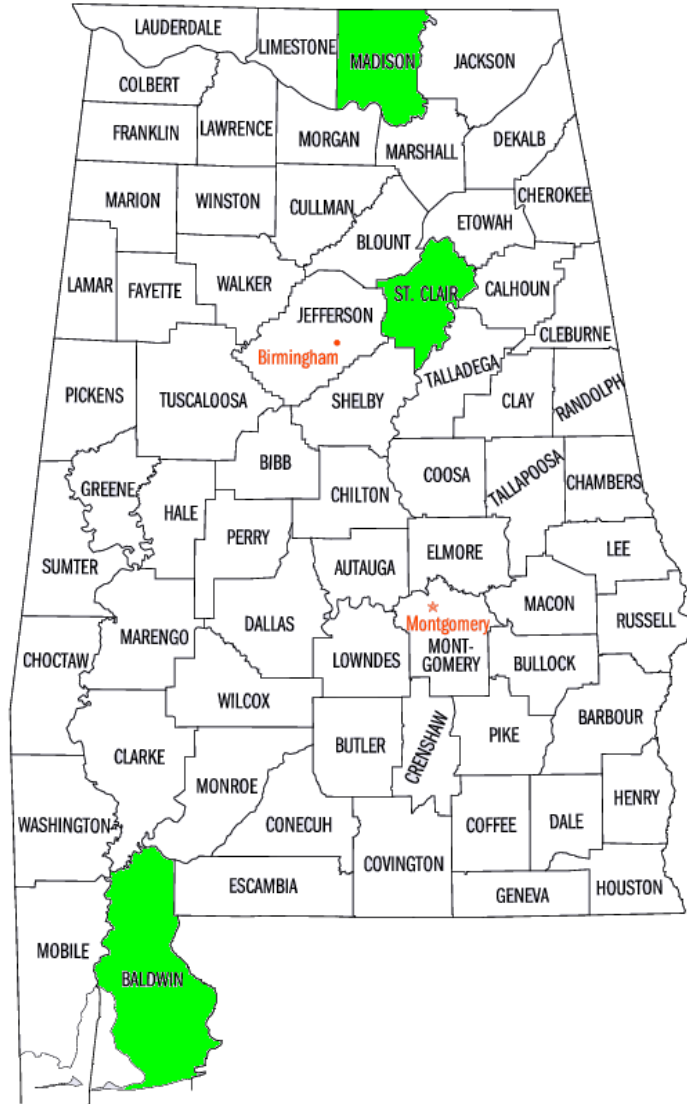 LAUDERDALE
LIMESTONE
MADISON
JACKSON
COLBERT
FRANKLIN
LAWRENCE
MORGAN
MARSHALL
DEKALB
MARION
WINSTON
CULLMAN
CHEROKEE
ETOWAH
BLOUNT
LAMAR
FAYETTE
WALKER
ST. CLAIR
CALHOUN
JEFFERSON
Birmingham
CLEBURNE
TALLADEGA
PICKENS
TUSCALOOSA
SHELBY
CLAY
RANDOLPH
BIBB
GREENE
HALE
CHILTON
COOSA
TALLAPOOSA
CHAMBERS
PERRY
SUMTER
AUTAUGA
ELMORE
LEE
MACON
RUSSELL
Montgomery
DALLAS
MARENGO
CHOCTAW
LOWNDES
MONT-
GOMERY
BULLOCK
WILCOX
BARBOUR
CLARKE
BUTLER
CRENSHAW
PIKE
MONROE
HENRY
WASHINGTON
CONECUH
COFFEE
DALE
COVINGTON
ESCAMBIA
GENEVA
HOUSTON
MOBILE
BALDWIN